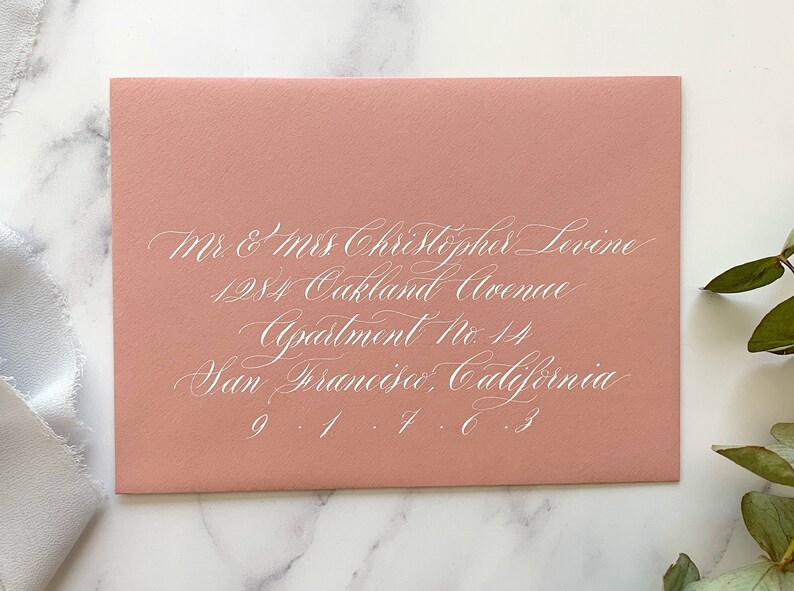 Mr. & Mrs. Christopher Levine
1284 Oakland Avenue
Apartment No. 14
San Francisco, California
9 . 1 . 7 . 6 . 3